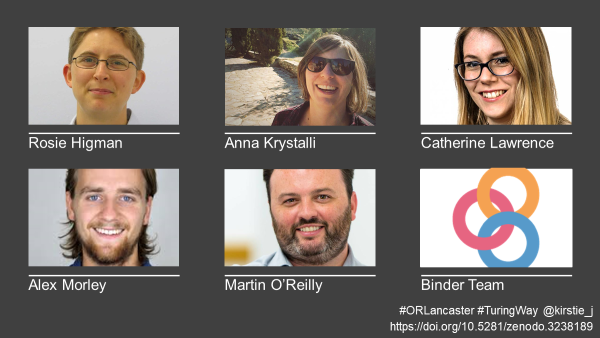 Rosie Higman
Anna Krystalli
Catherine Lawrence
Alex Morley
Martin O’Reilly
Binder Team
#ORLancaster #TuringWay @kirstie_j
https://doi.org/10.5281/zenodo.3238189